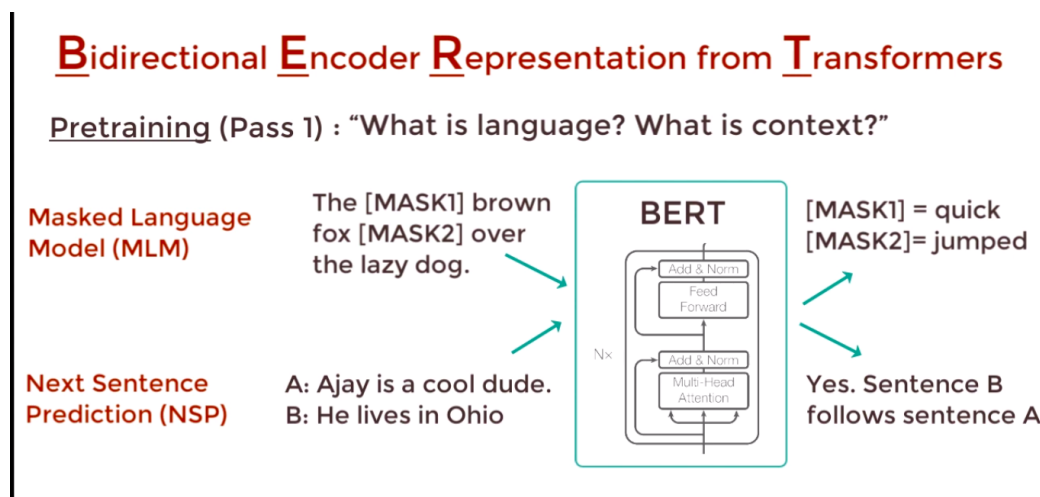 Bidirectional Encoder Representation from Transformers
Pretraining (Pass 1) : “What is language? What is context?”
Masked Language
Model (MLM)
The [MASK1] brown
fox [MASK2] over
the lazy dog.
BERT
Add & Norm
Feed
Forward
Nx
Add & Norm
Multi-Head
Attention
[MASK1] = quick
[MASK2]= jumped
Next Sentence
Prediction (NSP)
A: Ajay is a cool dude.
B: He lives in Ohio
Yes. Sentence B
follows sentence A